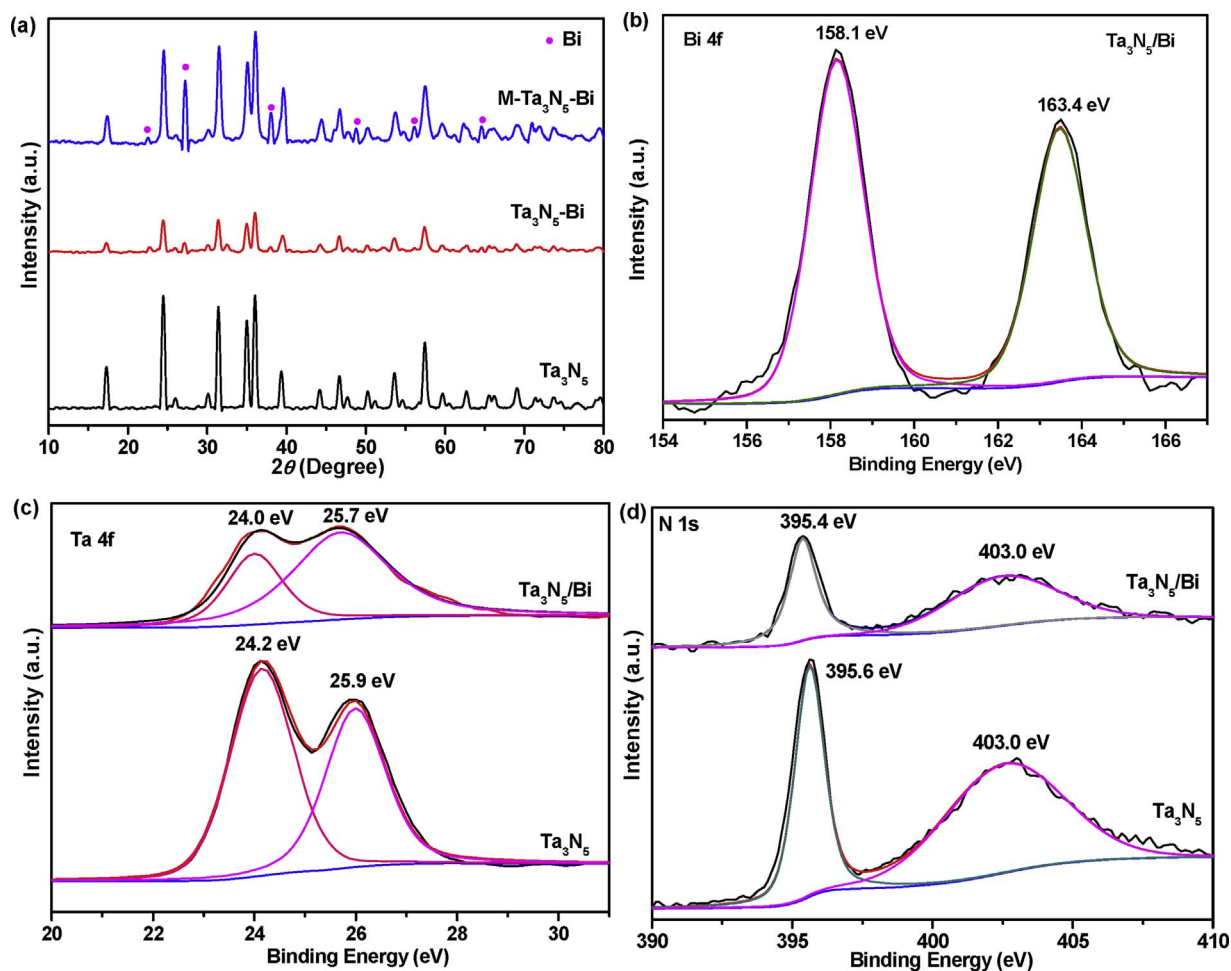 (a)
Bi
M-Ta₃N₅-Bi
Ta₃N₅-Bi
Ta₃N₅
Intensity (a.u.)
10 20 30 40 50 60 70 80
2θ (Degree)
(b)
Bi 4f
158.1 eV
Ta₃N₅/Bi
163.4 eV
Intensity (a.u.)
154 156 158 160 162 164 166
Binding Energy (eV)
(c)
Ta 4f
24.0 eV
25.7 eV
Ta₃N₅/Bi
24.2 eV
25.9 eV
Ta₃N₅
Intensity (a.u.)
20 22 24 26 28 30
Binding Energy (eV)
(d)
N 1s
395.4 eV
403.0 eV
Ta₃N₅/Bi
395.6 eV
403.0 eV
Ta₃N₅
Intensity (a.u.)
390 395 400 405 410
Binding Energy (eV)